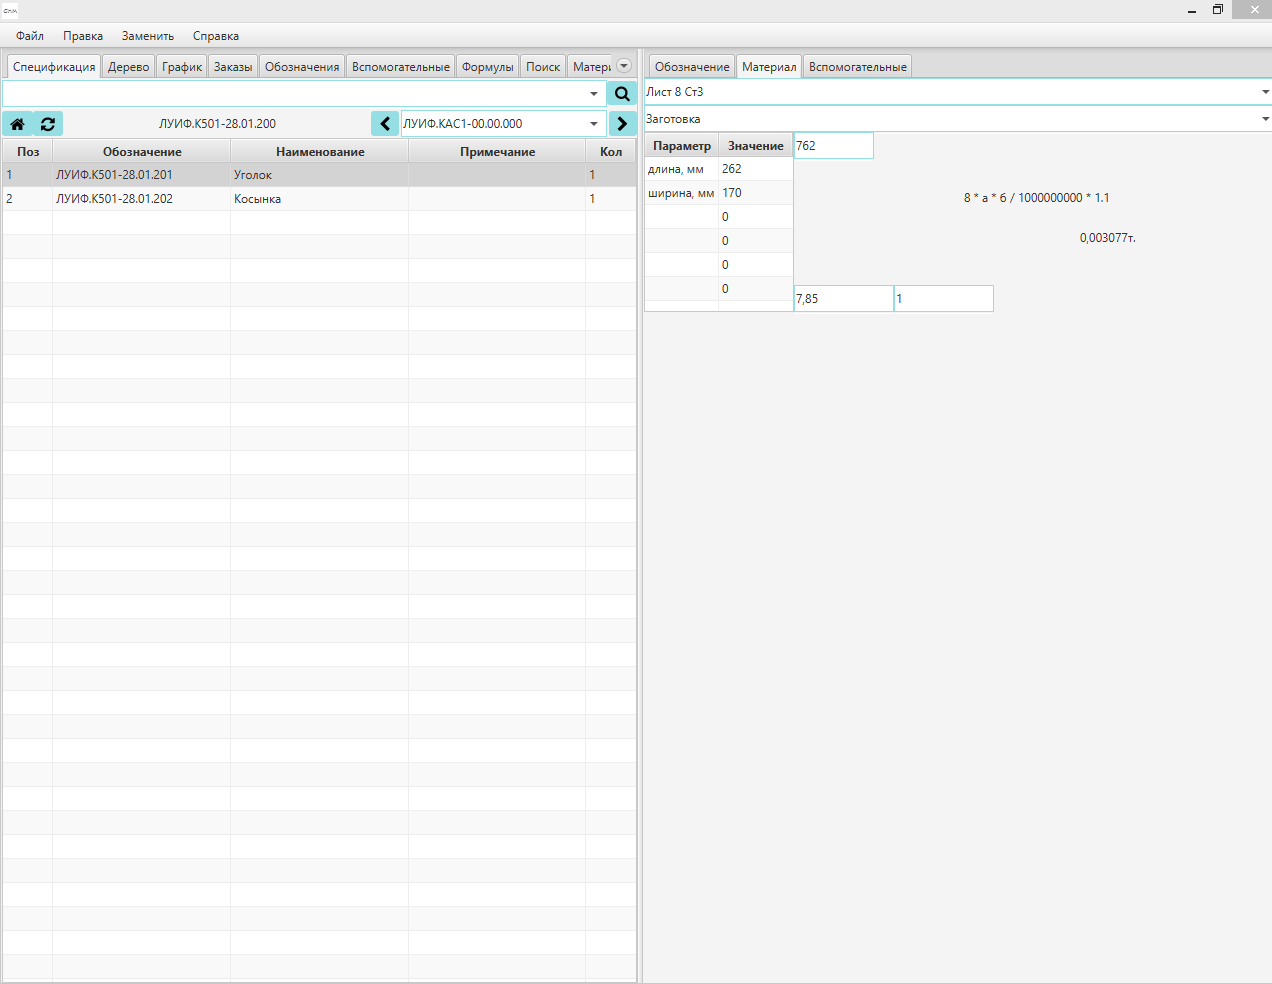 Файл Правка Заменить Справка
Спецификация Дерево График Заказы Обозначения Вспомогательные Формулы Поиск Матери
ЛУИФ.К501-28.01.200 ЛУИФ.КАС1-00.00.000
Поз Обозначение Наименование Примечание Кол
1 ЛУИФ.К501-28.01.201 Уголок 1
2 ЛУИФ.К501-28.01.202 Косынка 1
Обозначение Материал Вспомогательные
Лист 8 Ст3
Заготовка
Параметр Значение 762
длина, мм 262
ширина, мм 170
0
0
0
0
8 * а * б / 1000000000 * 1.1
0,003077т.
7,85 1